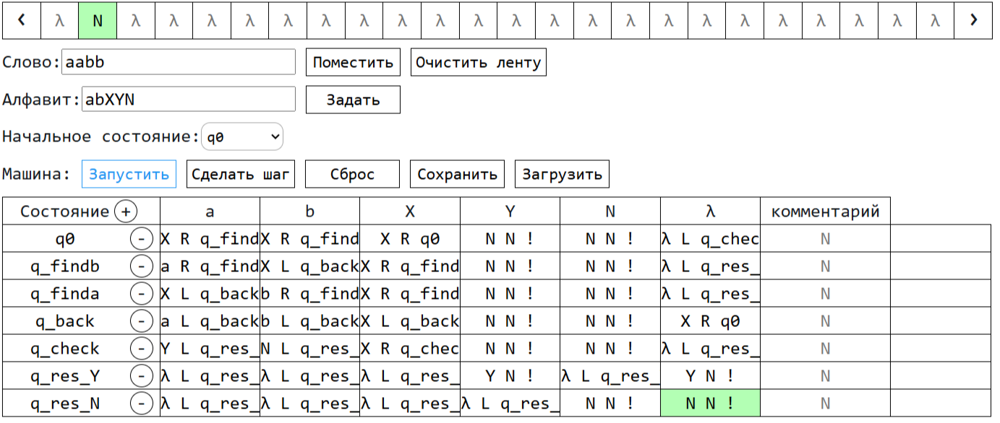 < λ N λ λ λ λ λ λ λ λ λ λ λ λ λ λ λ λ λ λ λ λ λ λ >
Слово: aabb Поместить Очистить ленту
Алфавит: abXYN Задать
Начальное состояние: q0
Машина: Запустить Сделать шаг Сброс Сохранить Загрузить
Состояние + a b X Y N λ комментарий
q0 - X R q_find X R q_find X R q0 N N ! N N ! λ L q_chec N
q_findb - a R q_find X L q_back X R q_find N N ! N N ! λ L q_res_ N
q_finda - X L q_back b R q_find X R q_find N N ! N N ! λ L q_res_ N
q_back - a L q_back b L q_back X L q_back N N ! N N ! X R q0 N
q_check - Y L q_res_ N L q_res_ X R q_chec N N ! N N ! λ L q_res_ N
q_res_Y - λ L q_res_ λ L q_res_ λ L q_res_ Y N ! λ L q_res_ Y N ! N
q_res_N - λ L q_res_ λ L q_res_ λ L q_res_ λ L q_res_ N N ! N N ! N